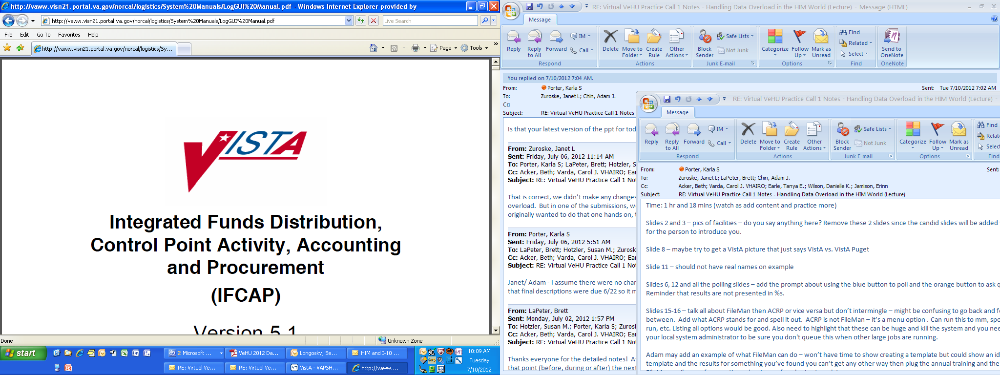 http://vaww.visn21.portal.va.gov/norcal/logistics/System%20Manuals/LogGUI%20Manual.pdf - Windows Internet Explorer provided by
http://vaww.visn21.portal.va.gov/norcal/logistics/System%20Manuals/LogGUI%20Manual.pdf
Live Search
File Edit Go To Favorites Help
http://vaww.visn21.portal.va.gov/norcal/logistics/Sy...
Page Tools
VISTA
Integrated Funds Distribution,
Control Point Activity, Accounting
and Procurement
(IFCAP)
Version 5.1
Done
Unknown Zone
start
2 Microsoft ...
VeHU 2012 Da...
Longosky, Se...
HIM and I-10 ...
RE: Virtual Ve...
RE: Virtual Ve...
VistA - VAPSH...
http://vaww....
10:09 AM
Tuesday
7/10/2012
RE: Virtual VeHU Practice Call 1 Notes - Handling Data Overload in the HIM World (Lecture) - Message (HTML)
Message
Reply
Reply to All
Forward
IM
Call
Delete
Move to Folder
Create Rule
Other Actions
Block Sender
Safe Lists
Not Junk
Categorize
Follow Up
Mark as Unread
Find
Related
Select
Send to OneNote
Respond
Actions
Junk E-mail
Options
Find
OneNote
You replied on 7/10/2012 7:04 AM.
From: Porter, Karla S
Sent: Tue 7/10/2012 7:02 AM
To: Zuroske, Janet L; Chin, Adam J.
Cc:
Subject: RE: Virtual VeHU Practice Call 1 Notes
Is that your latest version of the ppt for tod
From: Zuroske, Janet L
Sent: Friday, July 06, 2012 11:14 AM
To: Porter, Karla S; LaPeter, Brett; Hotzler, S
Cc: Acker, Beth; Varda, Carol J. VHAIRO; Ear
Subject: RE: Virtual VeHU Practice Call 1 Not
That is correct, we didn't make any changes
overload. But in one of the submissions, w
originally wanted to do that one hands on, t
From: Porter, Karla S
Sent: Friday, July 06, 2012 5:51 AM
To: LaPeter, Brett; Hotzler, Susan M.; Zurosk
Cc: Acker, Beth; Varda, Carol J. VHAIRO; Ear
Subject: RE: Virtual VeHU Practice Call 1 Not
Janet/ Adam - I assume there were no char
that final descriptions were due 6/22 so it m
From: LaPeter, Brett
Sent: Monday, July 02, 2012 1:57 PM
To: Hotzler, Susan M.; Porter, Karla S; Zurosk
Cc: Acker, Beth; Varda, Carol J. VHAIRO; Ear
Subject: RE: Virtual VeHU Practice Call 1 Not
Thanks everyone for the detailed notes! A
that point (before, during or after) the next
RE: Virtual VeHU Practice Call 1 Notes - Handling Data Overload in the HIM World (Lecture) -
Message
Reply
Reply to All
Forward
IM
Call
Delete
Move to Folder
Create Rule
Other Actions
Block Sender
Safe Lists
Not Junk
Categorize
Follow Up
Mark as Unread
Find
Relate
Select
Respond
Actions
Junk E-mail
Options
Find
From: Porter, Karla S
Sent:
To: Zuroske, Janet L; LaPeter, Brett; Chin, Adam J.
Cc: Acker, Beth; Varda, Carol J. VHAIRO; Earle, Tanya E.; Wilson, Danielle K.; Jamison, Erinn
Subject: RE: Virtual VeHU Practice Call 1 Notes - Handling Data Overload in the HIM World (Lecture)
Time: 1 hr and 18 mins (watch as add content and practice more)
Slides 2 and 3 – pics of facilities – do you say anything here? Remove these 2 slides since the candid slides will be added
for the person to introduce you.
Slide 8 – maybe try to get a VistA picture that just says VistA vs. VistA Puget
Slide 11 – should not have real names on example
Slides 6, 12 and all the polling slides – add the prompt about using the blue button to poll and the orange button to ask q
Reminder that results are not presented in %s.
Slides 15-16 – talk all about FileMan then ACRP or vice versa but don't intermingle – might be confusing to go back and f
between. Add what ACRP stands for and spell it out. ACRP is not FileMan – it's a menu option . Can run this to mm, spo
run, etc. Listing all options would be good. Also need to highlight that these can be huge and kill the system and you nee
your local system administrator to be sure you don't queue this when other large jobs are running.
Adam may add an example of what FileMan can do – won't have time to show creating a template but could show an id
template and the results for something you've found you can't get any other way then plug the annual training and the